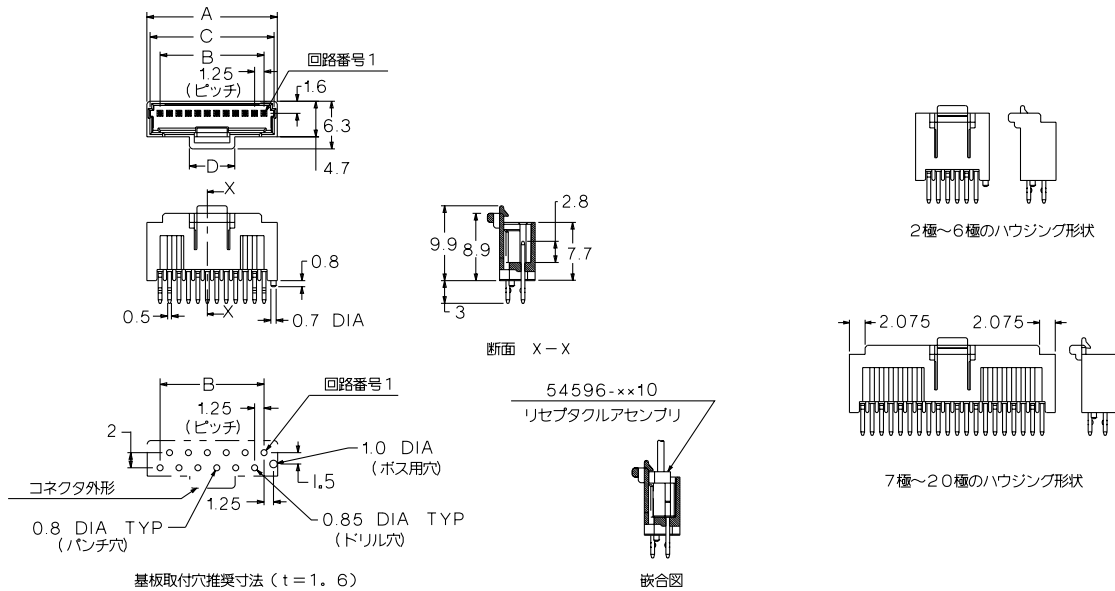 A
C
B
1.25
(ピッチ)
回路番号1
1.6
6.3
4.7
D
X
X
0.8
0.5
0.7 DIA
9.9
8.9
2.8
7.7
3
断面 X-X
2極~6極のハウジング形状
2.075
2.075
7極~20極のハウジング形状
B
1.25
(ピッチ)
回路番号1
2
1.0 DIA
(ボス用穴)
1.5
1.25
コネクタ外形
0.8 DIA TYP
(パンチ穴)
0.85 DIA TYP
(ドリル穴)
基板取付穴推奨寸法 (t=1。6)
54596-××10
リセプタクルアセンブリ
嵌合図